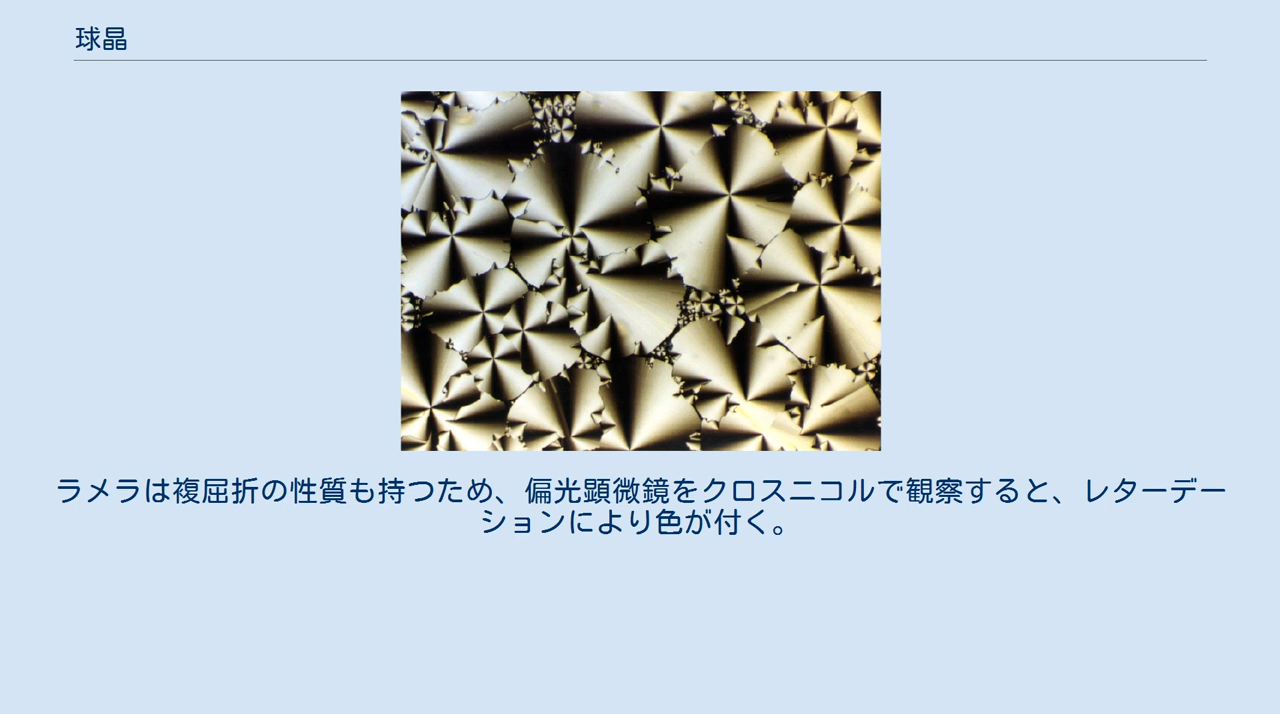 球晶
ラメラは複屈折の性質も持つため、偏光顕微鏡をクロスニコルで観察すると、レターデー
ションにより色が付く。